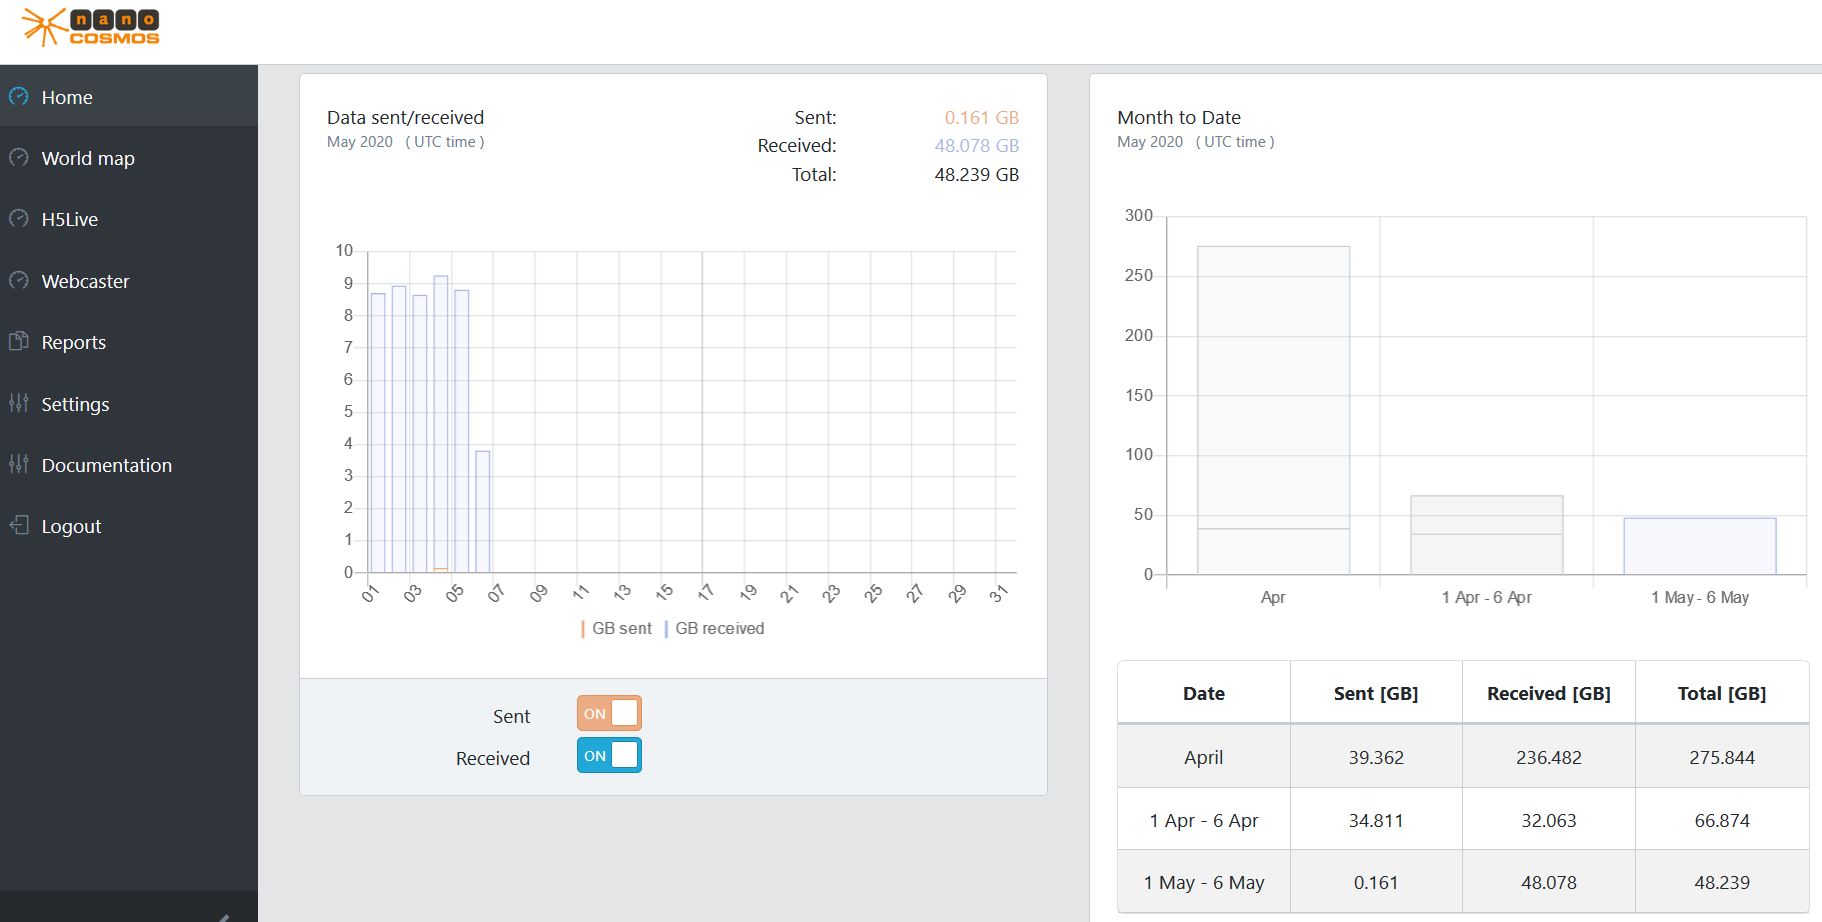 nano
COSMOS
Home
World map
H5Live
Webcaster
Reports
Settings
Documentation
Logout
Data sent/received
May 2020 ( UTC time )
Sent: 0.161 GB
Received: 48.078 GB
Total: 48.239 GB
10
9
8
7
6
5
4
3
2
1
0
01 03 05 07 09 11 13 15 17 19 21 23 25 27 29 31
GB sent GB received
Sent ON
Received ON
Month to Date
May 2020 ( UTC time )
300
250
200
150
100
50
0
Apr 1 Apr - 6 Apr 1 May - 6 May
Date Sent [GB] Received [GB] Total [GB]
April 39.362 236.482 275.844
1 Apr - 6 Apr 34.811 32.063 66.874
1 May - 6 May 0.161 48.078 48.239